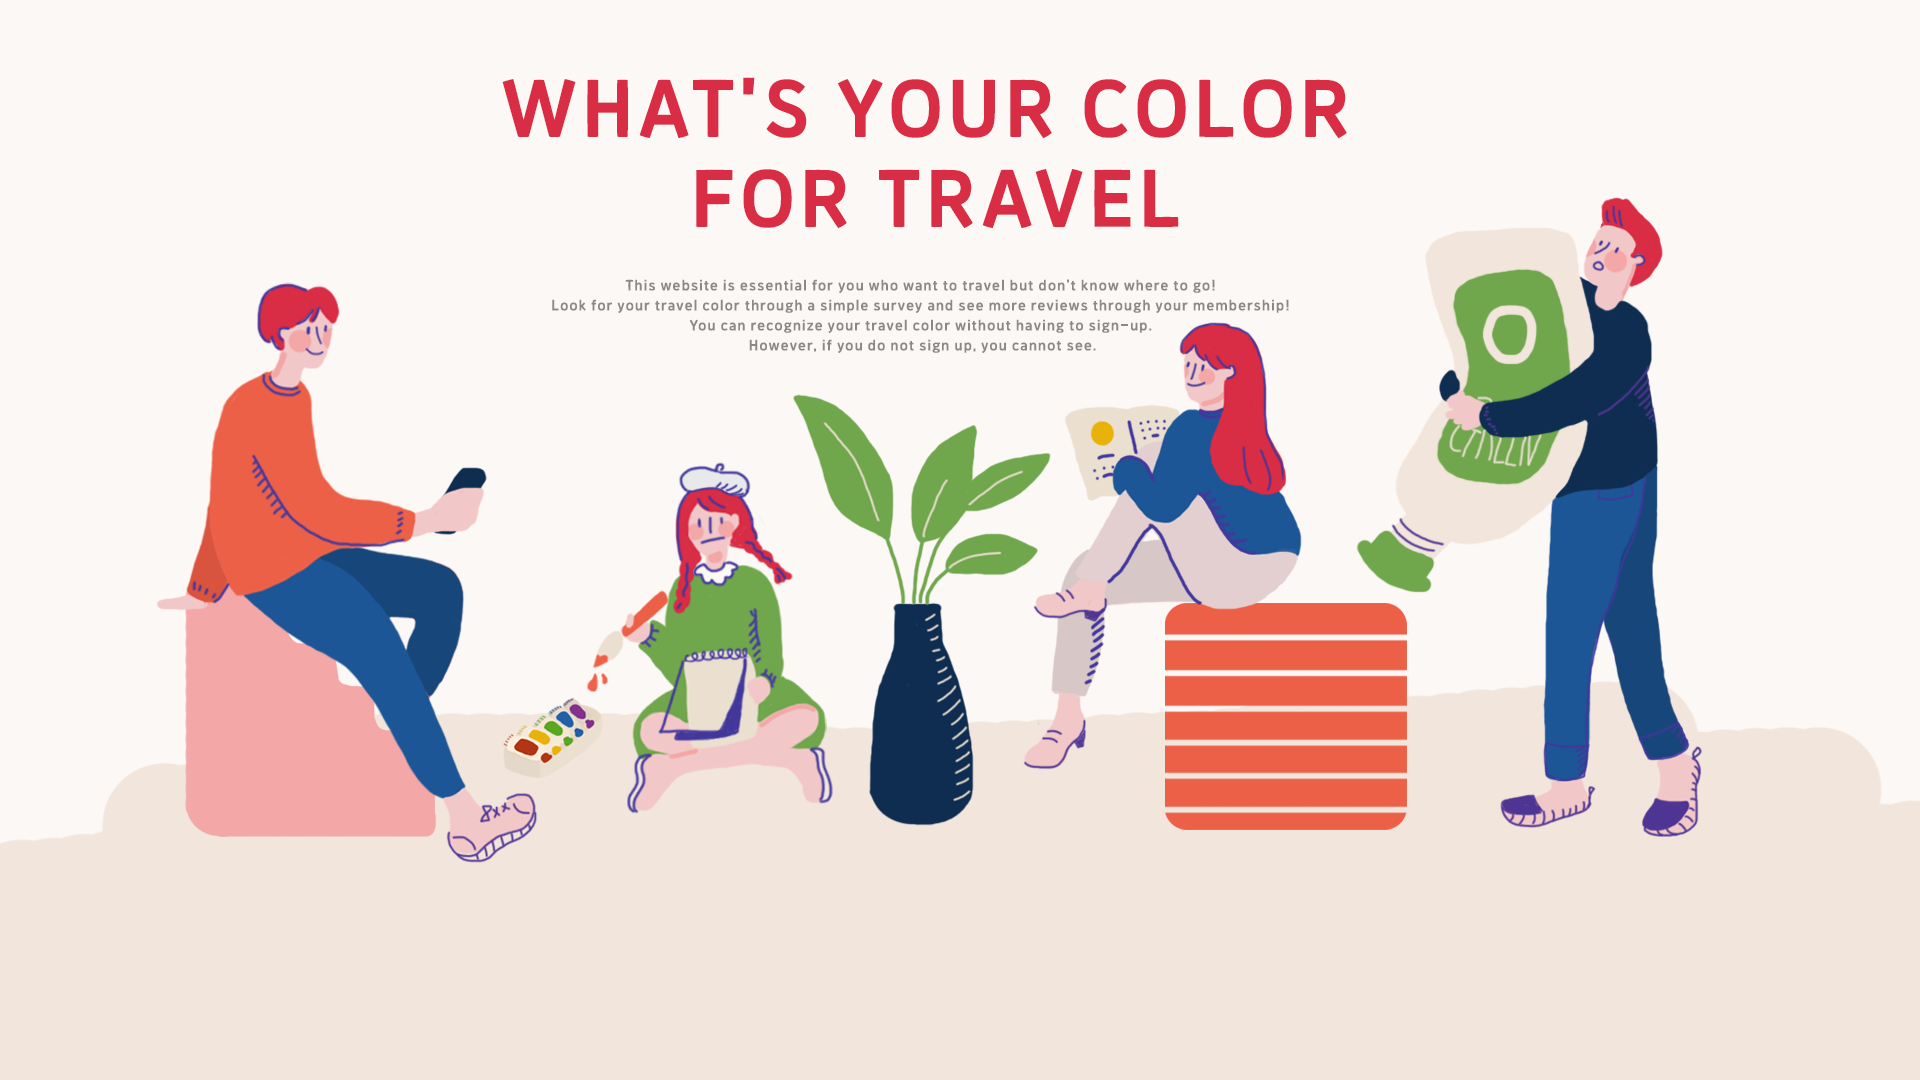 WHAT'S YOUR COLOR
FOR TRAVEL
This website is essential for you who want to travel but don't know where to go!
Look for your travel color through a simple survey and see more reviews through your membership!
You can recognize your travel color without having to sign-up.
However, if you do not sign up, you cannot see.